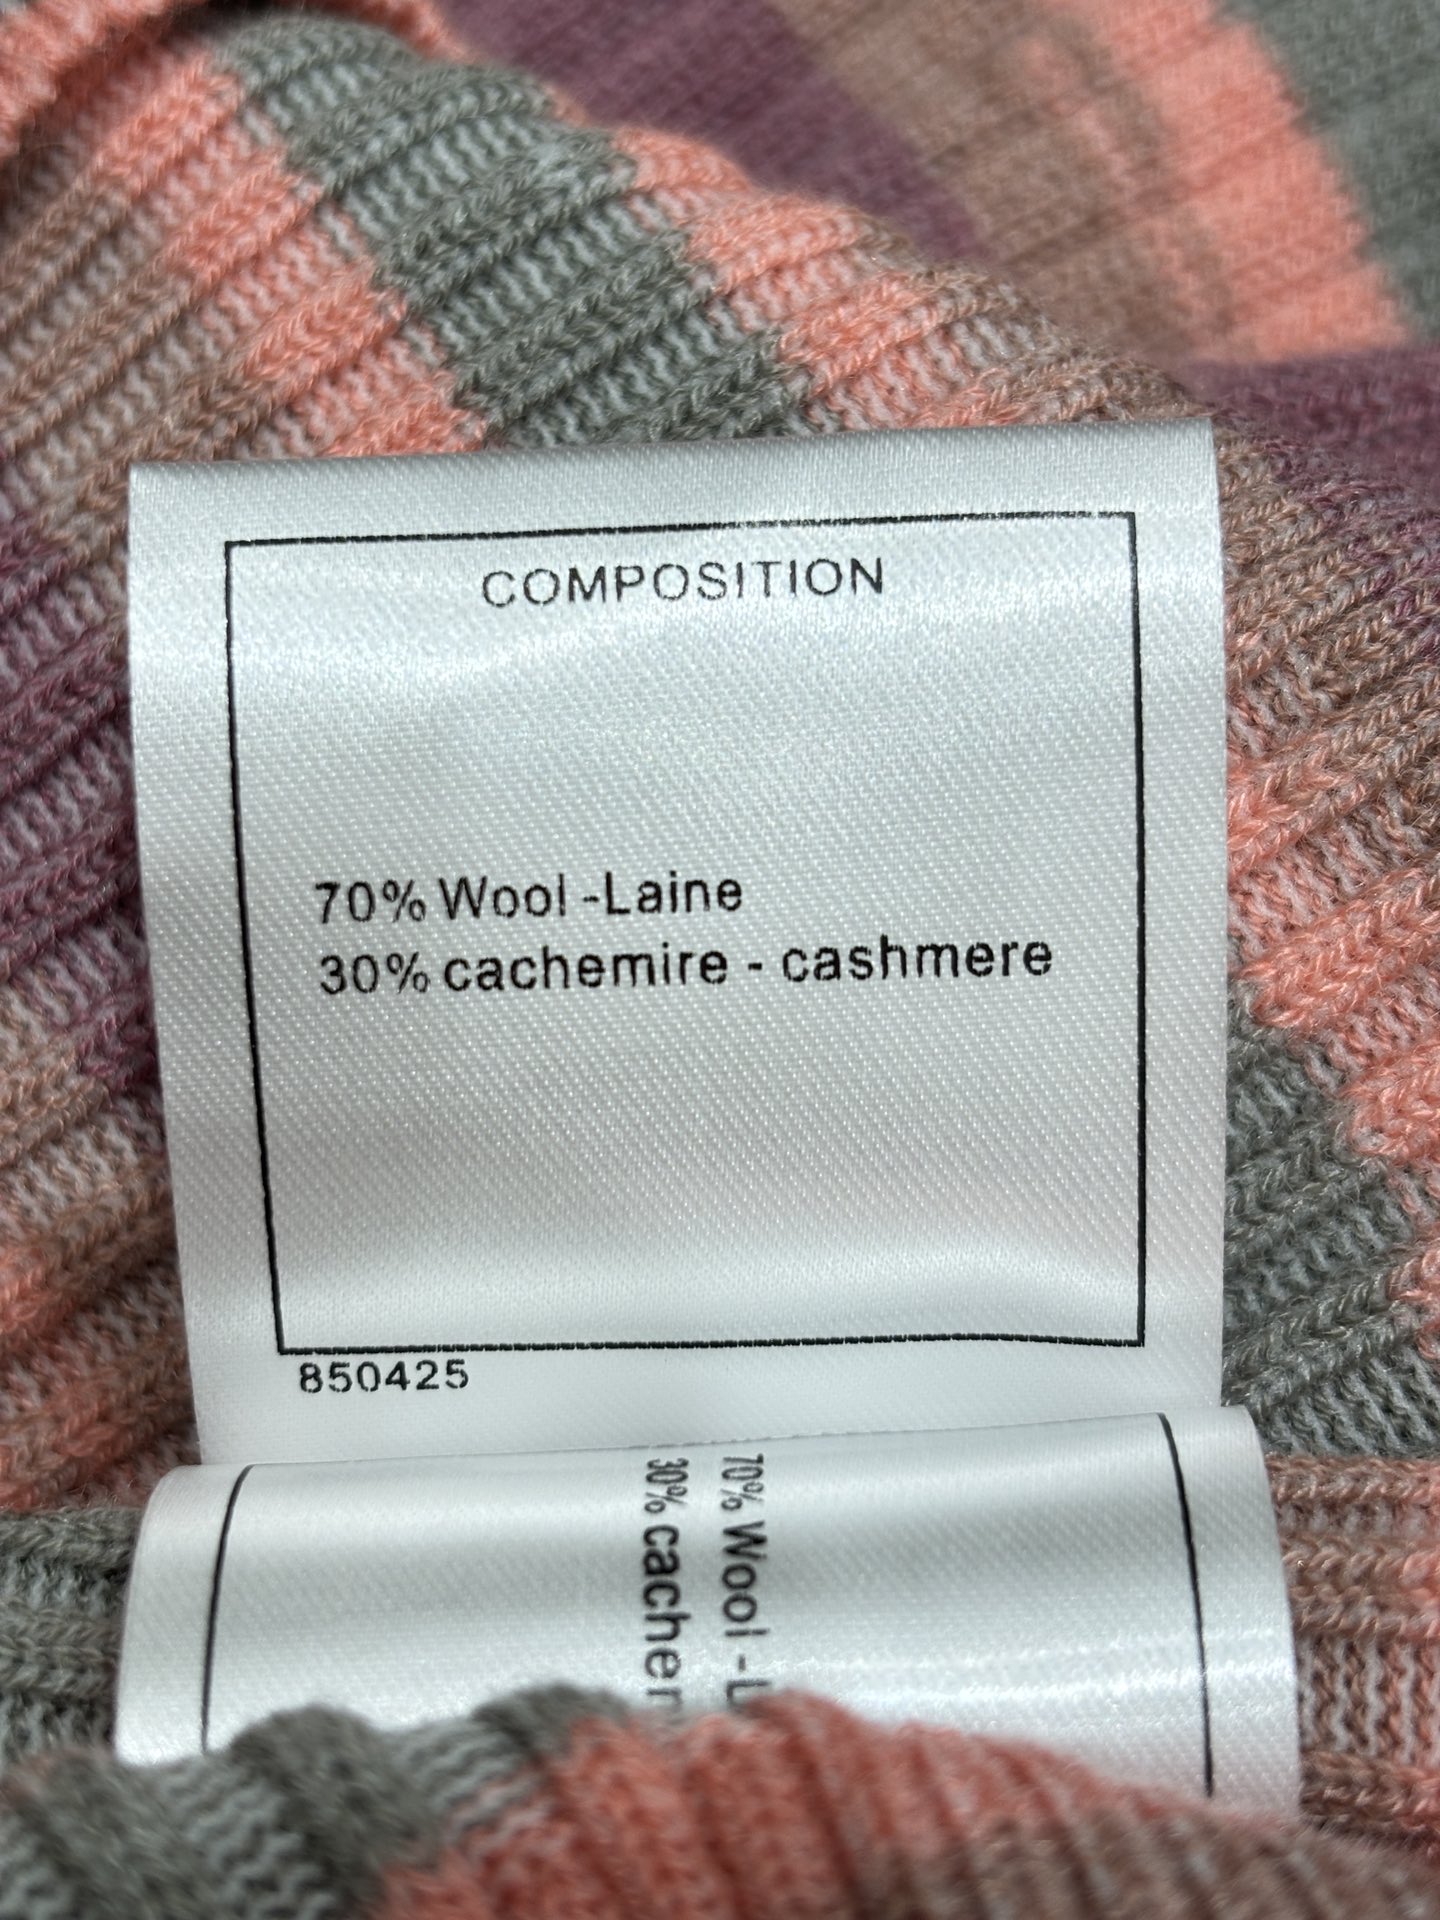 COMPOSITION
70% Wool -Laine
30% cachemire - cashmere
850425
70% Wool -L
30% cacher